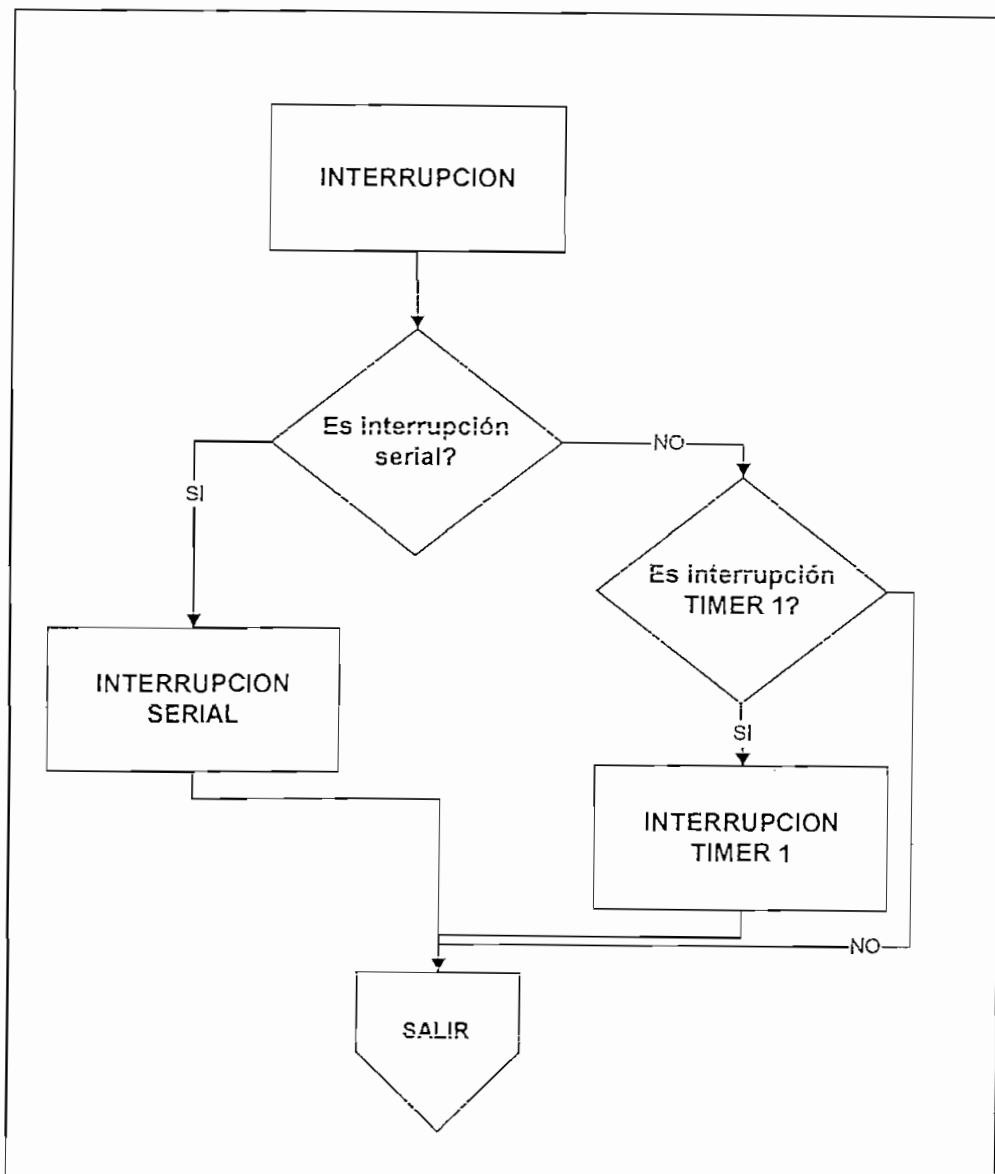 INTERRUPCION
Es interrupción
serial?
NO
SI
Es interrupción
TIMER 1?
SI
INTERRUPCION
SERIAL
INTERRUPCION
TIMER 1
NO
SALIR